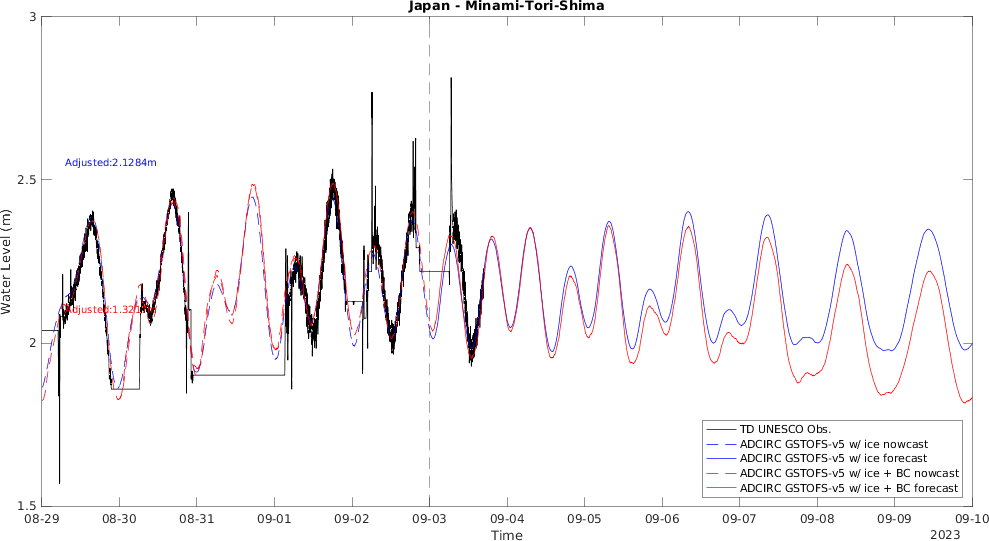 Japan - Minami-Tori-Shima
Water Level (m)
3
2.5
2
1.5
Adjusted:2.1284m
TD UNESCO Obs.
ADCIRC GSTOFS-v5 w/ ice nowcast
ADCIRC GSTOFS-v5 w/ ice forecast
ADCIRC GSTOFS-v5 w/ ice + BC nowcast
ADCIRC GSTOFS-v5 w/ ice + BC forecast
08-29 08-30 08-31 09-01 09-02 09-03 09-04 09-05 09-06 09-07 09-08 09-09 09-10
Time
2023